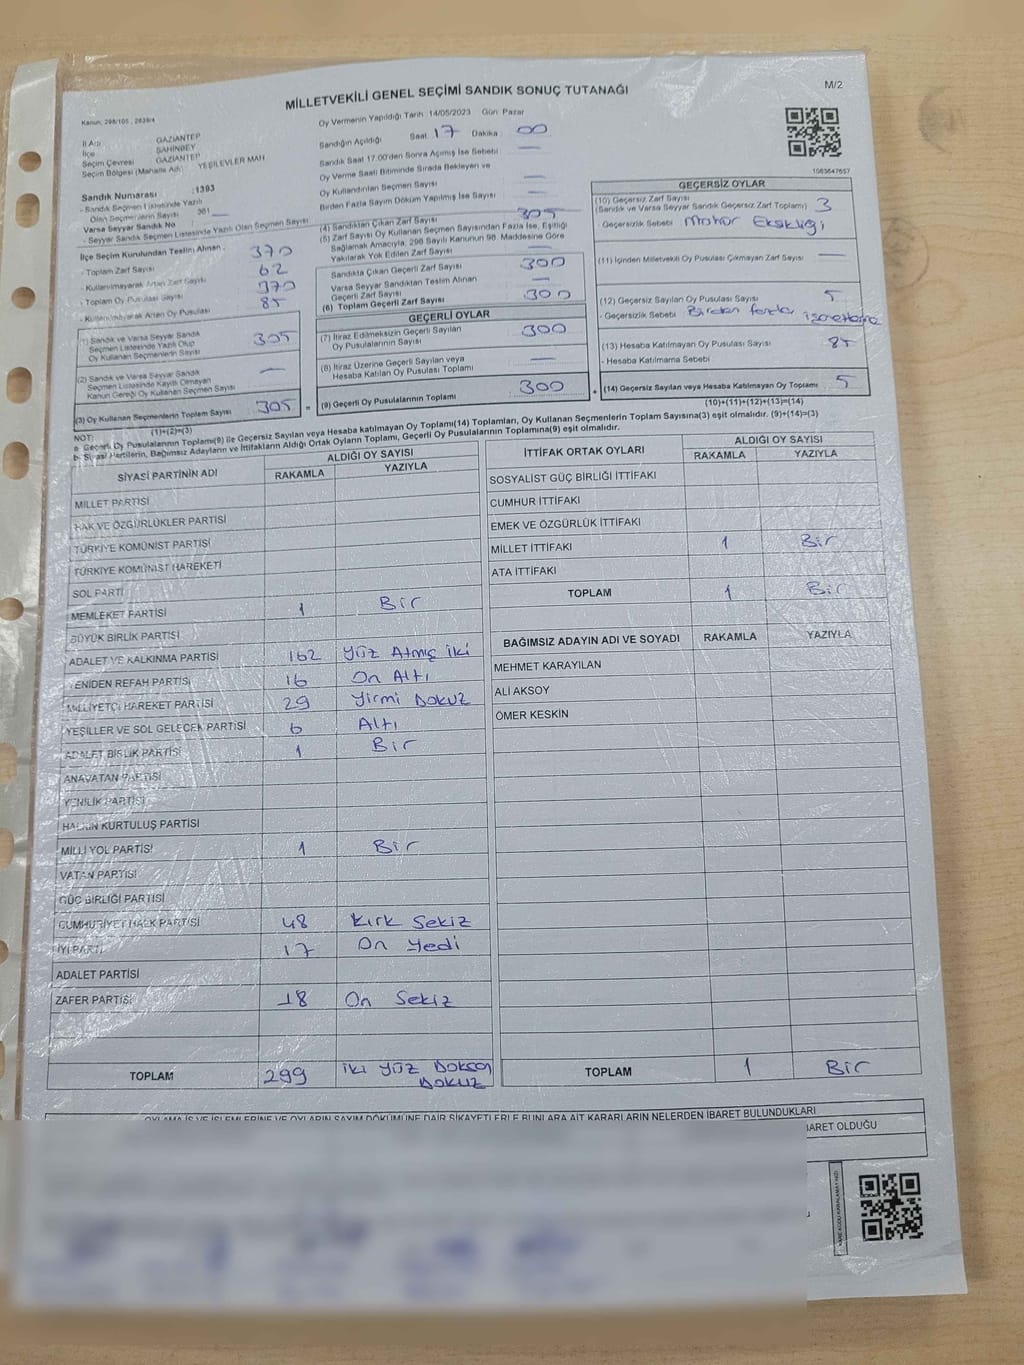 M/2
MİLLETVEKİLİ GENEL SEÇİMİ SANDIK SONUÇ TUTANAĞI
Kanun, 298/105 , 2839/4
Oy Vermenin Yapıldığı Tarih :14/05/2023 Gün: Pazar
İl Adı GAZİANTEP
İlçe ŞAHİNBEY
Seçim Çevresi GAZİANTEP
Seçim Bölgesi (Mahalle Adı) YEŞİLEVLER MAH
Sandık Numarası :1393
- Sandık Seçmen Listesinde Yazılı
Olan Seçmenlerin Sayısı 361
Varsa Seyyar Sandık No
- Seyyar Sandık Seçmen Listesinde Yazılı Olan Seçmen Sayısı
İlçe Seçim Kurulundan Teslim Alınan
- Toplam Zarf Sayısı 370
- Kullanılmayarak Artan Zarf Sayısı 62
- Toplam Oy Pusulası Sayısı 370
- Kullanılmayarak Artan Oy Pusulası 85
(1) Sandık ve Varsa Seyyar Sandık
Seçmen Listesinde Yazılı Olup
Oy Kullanan Seçmenlerin Sayısı 305
(2) Sandık ve Varsa Seyyar Sandık
Seçmen Listesinde Kayıtlı Olmayan
Kanun Gereği Oy Kullanan Seçmen Sayısı —
(3) Oy Kullanan Seçmenlerin Toplam Sayısı 305
(1)+(2)=(3)
Sandığın Açıldığı Saat: 17 Dakika : 00
Sandık Saat 17.00'den Sonra Açılmış İse Sebebi —
Oy Verme Saati Bitiminde Sırada Bekleyen ve
Oy Kullandırılan Seçmen Sayısı —
Birden Fazla Sayım Döküm Yapılmış İse Sayısı —
(4) Sandıktan Çıkan Zarf Sayısı 305
(5) Zarf Sayısı Oy Kullanan Seçmen Sayısından Fazla İse, Eşitliği
Sağlamak Amacıyla, 298 Sayılı Kanunun 98. Maddesine Göre
Yakılarak Yok Edilen Zarf Sayısı —
Sandıkta Çıkan Geçerli Zarf Sayısı 300
Varsa Seyyar Sandıktan Teslim Alınan
Geçerli Zarf Sayısı —
(6) Toplam Geçerli Zarf Sayısı 300
GEÇERLİ OYLAR
(7) İtiraz Edilmeksizin Geçerli Sayılan
Oy Pusulalarının Sayısı 300
(8) İtiraz Üzerine Geçerli Sayılan veya
Hesaba Katılan Oy Pusulası Toplamı —
= (9) Geçerli Oy Pusulalarının Toplamı 300
1563647657
GEÇERSİZ OYLAR
(10) Geçersiz Zarf Sayısı
(Sandık ve Varsa Seyyar Sandık Geçersiz Zarf Toplamı) 3
Geçersizlik Sebebi Mühür Eksikliği
(11) İçinden Milletvekili Oy Pusulası Çıkmayan Zarf Sayısı —
(12) Geçersiz Sayılan Oy Pusulası Sayısı 5
- Geçersizlik Sebebi Birden fazla işaretleme
(13) Hesaba Katılmayan Oy Pusulası Sayısı 85
- Hesaba Katılmama Sebebi
+ (14) Geçersiz Sayılan veya Hesaba Katılmayan Oy Toplamı 5
(10)+(11)+(12)+(13)=(14)
NOT:
a- Geçerli Oy Pusulalarının Toplamı(9) ile Geçersiz Sayılan veya Hesaba katılmayan Oy Toplamı(14) Toplamları, Oy Kullanan Seçmenlerin Toplam Sayısına(3) eşit olmalıdır. (9)+(14)=(3)
b- Siyasi Partilerin, Bağımsız Adayların ve İttifakların Aldığı Ortak Oyların Toplamı, Geçerli Oy Pusulalarının Toplamına(9) eşit olmalıdır.
SİYASİ PARTİNİN ADI ALDIĞI OY SAYISI
RAKAMLA YAZIYLA
MİLLET PARTİSİ
HAK VE ÖZGÜRLÜKLER PARTİSİ
TÜRKİYE KOMÜNİST PARTİSİ
TÜRKİYE KOMÜNİST HAREKETİ
SOL PARTİ
MEMLEKET PARTİSİ 1 Bir
BÜYÜK BİRLİK PARTİSİ
ADALET VE KALKINMA PARTİSİ 162 Yüz Atmış iki
YENİDEN REFAH PARTİSİ 16 On Altı
MİLLİYETÇİ HAREKET PARTİSİ 29 Yirmi Dokuz
YEŞİLLER VE SOL GELECEK PARTİSİ 6 Altı
ADALET BİRLİK PARTİSİ 1 Bir
ANAVATAN PARTİSİ
YENİLİK PARTİSİ
HALKIN KURTULUŞ PARTİSİ
MİLLİ YOL PARTİSİ 1 Bir
VATAN PARTİSİ
GÜÇ BİRLİĞİ PARTİSİ
CUMHURİYET HALK PARTİSİ 48 Kırk Sekiz
İYİ PARTİ 17 On Yedi
ADALET PARTİSİ
ZAFER PARTİSİ 18 On Sekiz
TOPLAM 299 iki yüz Doksan Dokuz
İTTİFAK ORTAK OYLARI ALDIĞI OY SAYISI
RAKAMLA YAZIYLA
SOSYALİST GÜÇ BİRLİĞİ İTTİFAKI
CUMHUR İTTİFAKI
EMEK VE ÖZGÜRLÜK İTTİFAKI
MİLLET İTTİFAKI 1 Bir
ATA İTTİFAKI
TOPLAM 1 Bir
BAĞIMSIZ ADAYIN ADI VE SOYADI RAKAMLA YAZIYLA
MEHMET KARAYILAN
ALİ AKSOY
ÖMER KESKİN
TOPLAM 1 Bir
OYLAMA İŞ VE İŞLEMLERİNE VE OYLARIN SAYIM DÖKÜMÜNE DAİR ŞİKAYETLERLE BUNLARA AİT KARARLARIN NELERDEN İBARET BULUNDUKLARI
BARET OLDUĞU